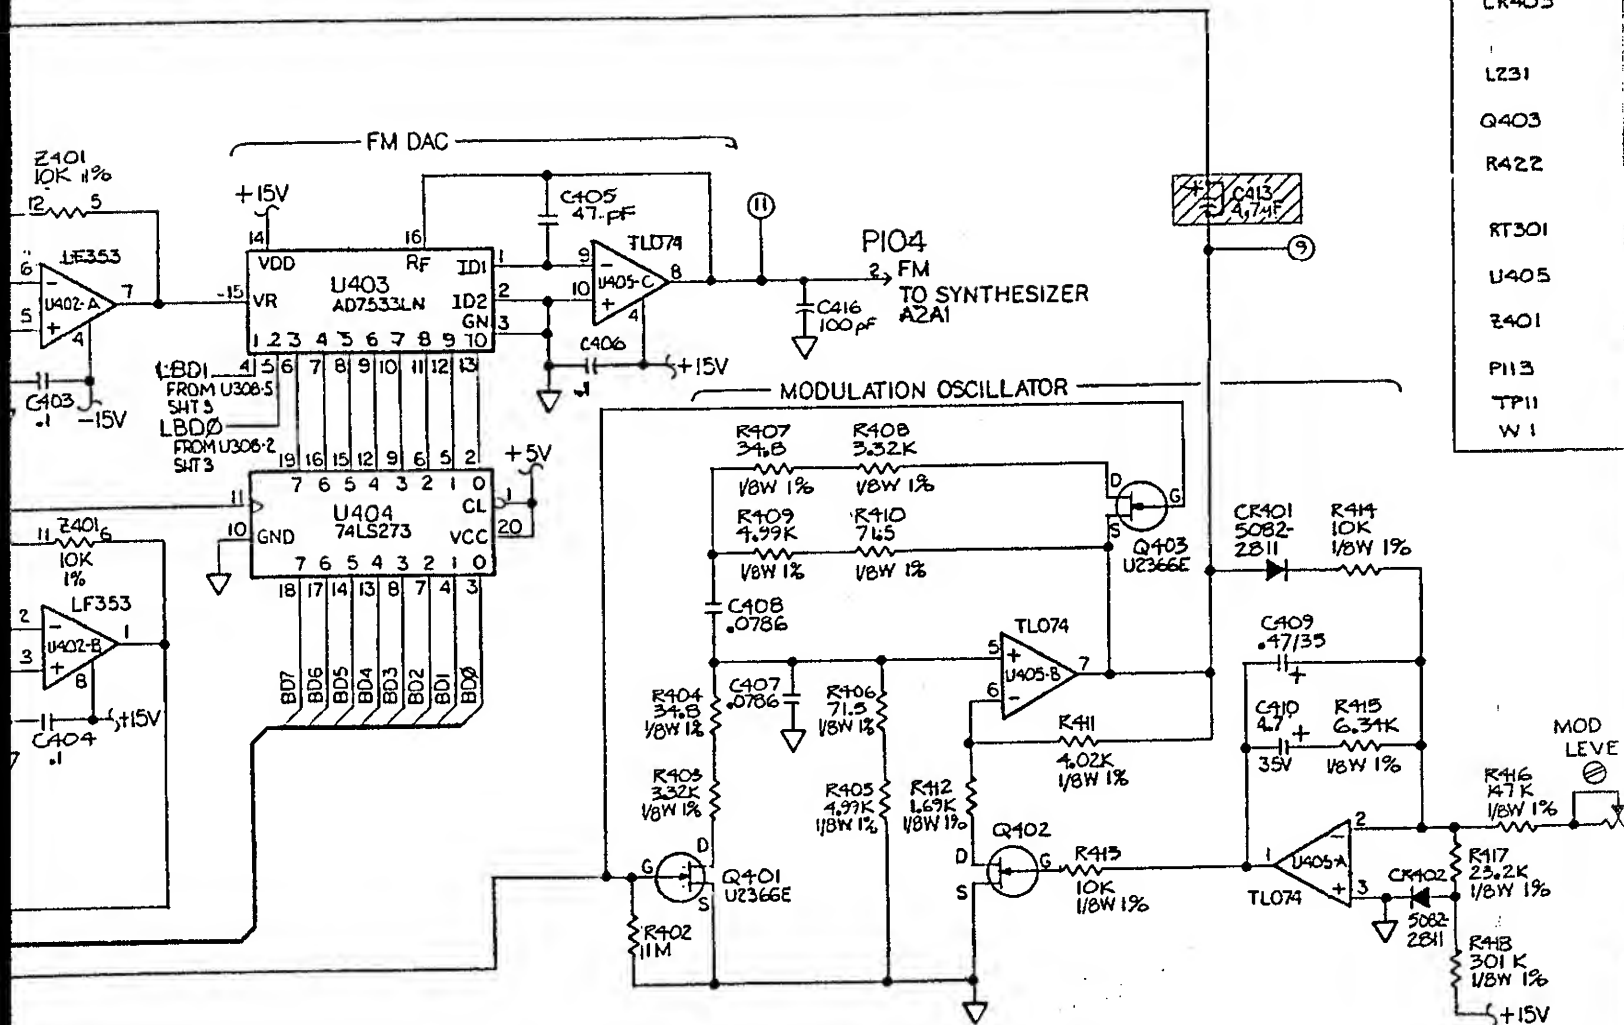 CR403
L231
Q403
R422
RT301
U405
Z401
P113
TP11
W1
FM DAC
Z401
10K 1%
12
5
6
5
LF353
U402-A
7
4
C403
.1
-15V
+15V
14
16
VDD
RF
ID1
1
U403
AD7533LN
15
VR
ID2
2
GN
3
1 2 3 4 5 6 7 8 9 10
4 5 6 7 8 9 10 11 12 13
C405
47 pF
TL074
9
10
U405-C
8
4
C406
.1
+15V
11
P104
2
FM
TO SYNTHESIZER
A2A1
C416
100pF
+
C413
4.7µF
9
LBD1
FROM U308-5
SHT 3
LBDØ
FROM U308-2
SHT 3
+5V
19 16 15 12 9 6 5 2
7 6 5 4 3 2 1 0
CL
1
11
U404
74LS273
10
GND
VCC
20
7 6 5 4 3 2 1 0
18 17 14 13 8 7 4 3
BD7
BD6
BD5
BD4
BD3
BD2
BD1
BDØ
11
Z401
6
10K
1%
LF353
2
3
U402-B
1
8
+15V
C404
.1
MODULATION OSCILLATOR
R407
34.8
1/8W 1%
R408
3.32K
1/8W 1%
R409
4.99K
1/8W 1%
R410
71.5
1/8W 1%
D
G
S
Q403
U2366E
C408
.0786
C407
.0786
R404
34.8
1/8W 1%
R403
3.32K
1/8W 1%
R406
71.5
1/8W 1%
R405
4.99K
1/8W 1%
TL074
5
6
U405-B
7
R411
4.02K
1/8W 1%
R412
1.69K
1/8W 1%
D
G
S
Q401
U2366E
R402
11M
Q402
D
G
S
R413
10K
1/8W 1%
CR401
5082-
2811
R414
10K
1/8W 1%
C409
.47/35
+
C410
4.7
+
35V
R415
6.34K
1/8W 1%
1
U405-A
2
3
TL074
CR402
5082-
2811
R416
147K
1/8W 1%
MOD
LEVE
R417
23.2K
1/8W 1%
R418
301K
1/8W 1%
+15V